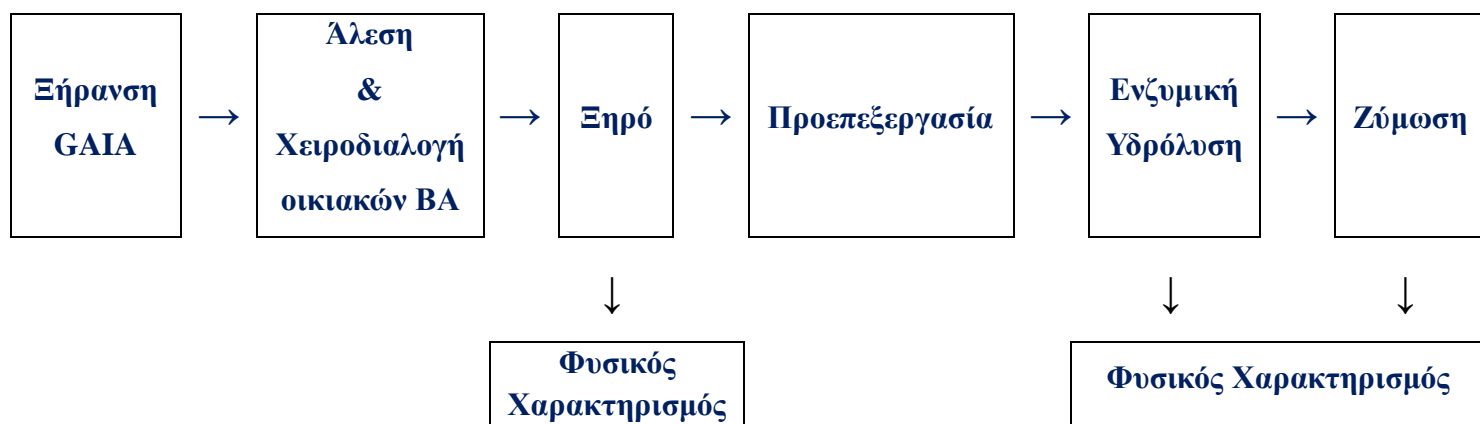 Ξήρανση
GAIA
→
Άλεση
&
Χειροδιαλογή
οικιακών ΒΑ
→
Ξηρό
→
Προεπεξεργασία
→
Ενζυμική
Υδρόλυση
→
Ζύμωση
↓
↓
↓
Φυσικός
Χαρακτηρισμός
Φυσικός Χαρακτηρισμός